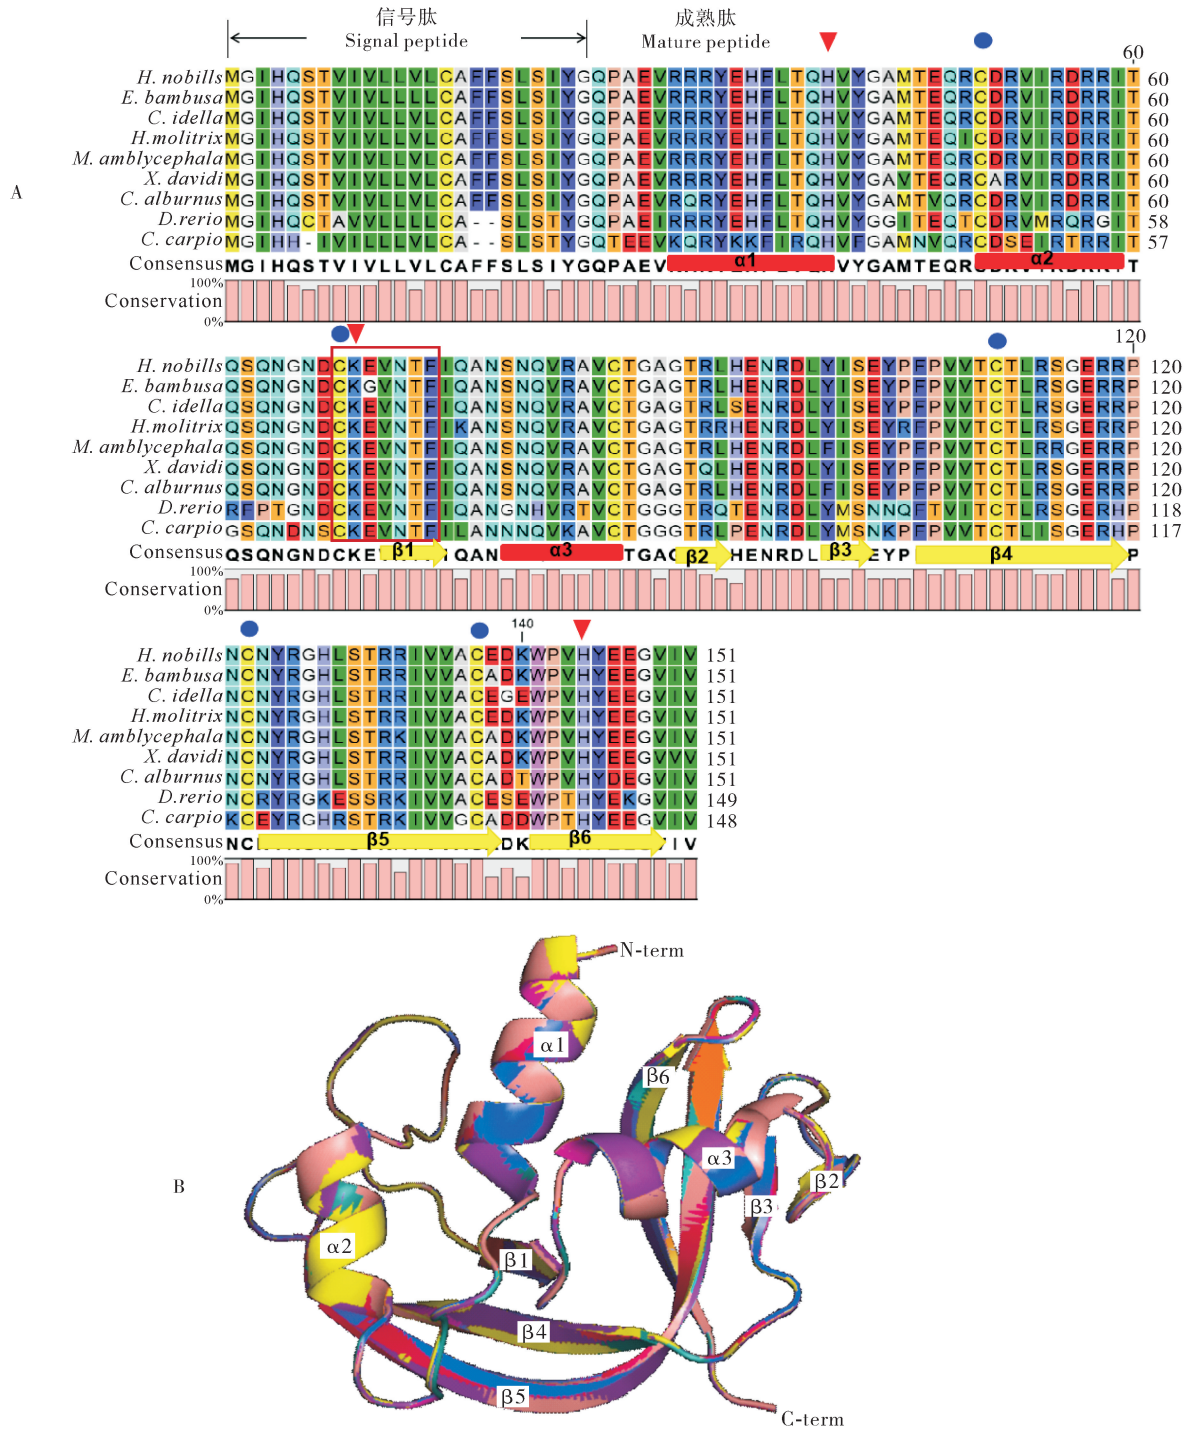 信号肽
成熟肽
Signal peptide
Mature peptide
60
A
H. nobills MGIHQSTVIVLLVLCAFFSLSIYGQPAEVRRRYEHFLTQHVYGAMTEQRCDRVIRDRRIT 60
E. bambusa MGIHQSTVIVLLLLCAFFSLSIYGQPAEVRRRYEHFLTQHVYGAMTEQRCDRVIRDRRIT 60
C. idella MGIHQSTVIVLLVLCAFFSLSIYGQPAEVRRRYEHFLTQHVYGAMTEQRCDRVIRDRRIT 60
H.molitrix MGIHQSTVIVLLVLCAFFSLSIYGQPAEVRRRYEHFLTQHVYGAMTEQICDRVIRDRRIT 60
M. amblycephala MGIHQSTVIVLLVLCAFFSLSIYGQPAEVRRRYEHFLTQHVYGAMTEQRCDRVIRDRRIT 60
X. davidi MGIHQSTVIVLLVLCAFFSLSIYGQPAEVRRRYEHFLTQHVYGAVTEQRCARVIRDRRIT 60
C. alburnus MGIHQSTVIVLLVLCAFFSLSIYGQPAEVRQRYEHFLTQHVYGAMTVQRCDRVIRDRRIT 60
D.rerio MGIHQCTAVVLLLLCA--SLSTYGQPAEIRRRYEHFLTQHVYGGITEQTCDRVMRQRGIT 58
C. carpio MGIHH-IVILLLVLCA--SLSTYGQTEEVKQRYKKFIRQHVFGAMNVQRCDSEIRTRRIT 57
Consensus MGIHQSTVIVLLVLCAFFSLSIYGQPAEV α1 VYGAMTEQR α2 T
100%
Conservation
0%
120
H. nobills QSQNGNDCKEVNTFIQANSNQVRAVCTGAGTRLHENRDLYISEYPFPVVTCTLRSGERRP 120
E. bambusa QSQNGNDCKGVNTFIQANSNQVRAVCTGAGTRLHENRDLYISEYPFPVVTCTLRSGERRP 120
C. idella QSQNGNDCKEVNTFIQANSNQVRAVCTGAGTRLSENRDLYISEYPFPVVTCTLRSGERRP 120
H.molitrix QSQNGNDCKEVNTFIKANSNQVRAVCTGAGTRRHENRDLYISEYRFPVVTCTLRSGERRP 120
M. amblycephala QSQNGNDCKEVNTFIQANSNQVRAVCTGAGTRLHENRDLYISEYPFPVVTCTLRRGERRP 120
X. davidi QSQNGNDCKEVNTFIQANSNQVRAVCTGAGTQLHENRDLYISEYPFPVVTCTLRSGERRP 120
C. alburnus QSQNGNDCKEVNTFIQANSNQVRAVCTGAGTRLHENRDLFISEYPFPVVTCTLRSGERRP 120
D.rerio RFPTGNDCKEVNTFIQANGNHVRTVCTGGGTRQTENRDLYMSNNQFTVITCTLRSGERHP 118
C. carpio GSQNDNSCKEVNTFILANNNQVKAVCTGGGTRLPENRDLYMSNKPFPVVTCTLRSGERHP 117
Consensus QSQNGNDCKE β1 IQAN α3 TGAG β2 HENRDL β3 EYP β4 P
100%
Conservation
0%
140
H. nobills NCNYRGHLSTRRIVVACEDKWPVHYEEGVIV 151
E. bambusa NCNYRGHLSTRRIVVACADKWPVHYEEGVIV 151
C. idella NCNYRGHLSTRRIVVACEGEWPVHYEEGVIV 151
H.molitrix NCNYRGHLSTRKIVVACEDKWPVHYEEGVIV 151
M. amblycephala NCNYRGHLSTRKIVVACADKWPVHYEEGVIV 151
X. davidi NCNYRGHLSTRRIVVACADKWPVHYEEGVVV 151
C. alburnus NCNYRGHLSTRRIVVACADTWPVHYDEGVIV 151
D.rerio NCRYRGKESSRKIVVACESEWPTHYEKGVIV 149
C. carpio KCEYRGHRSTRKIVVGCADDWPTHYEEGVIV 148
Consensus NC β5 DK β6 IV
100%
Conservation
0%
N-term
α1
β6
α3
B
β2
β3
α2
β1
β4
β5
C-term